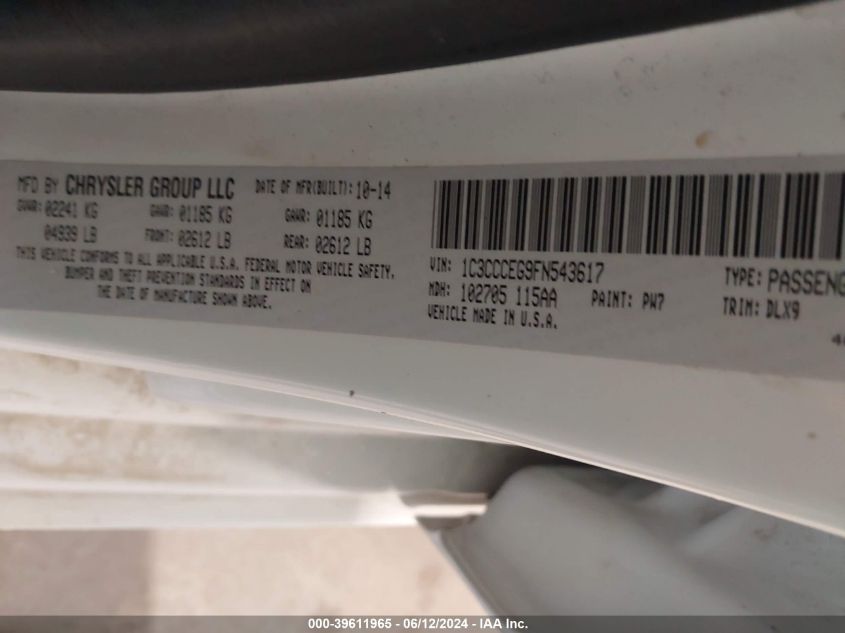 MFD BY CHRYSLER GROUP LLC DATE OF MFR(BUILT): 10-14
GVWR: 02241 KG GAWR: 01185 KG GAWR: 01185 KG
04939 LB FRONT: 02612 LB REAR: 02612 LB
THIS VEHICLE CONFORMS TO ALL APPLICABLE U.S.A. FEDERAL MOTOR VEHICLE SAFETY,
BUMPER AND THEFT PREVENTION STANDARDS IN EFFECT ON
THE DATE OF MANUFACTURE SHOWN ABOVE.
VIN: 1C3CCCEG9FN543617 TYPE: PASSENG
MDH: 102705 115AA PAINT: PW7 TRIM: DLX9
VEHICLE MADE IN U.S.A.
000-39611965 - 06/12/2024 - IAA Inc.